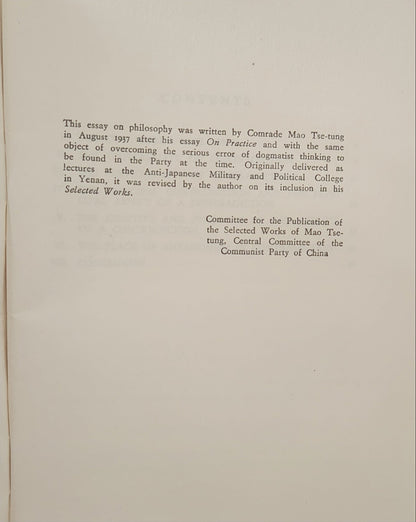 This essay on philosophy was written by Comrade Mao Tse-tung
in August 1937 after his essay On Practice and with the same
object of overcoming the serious error of dogmatist thinking to
be found in the Party at the time. Originally delivered as
lectures at the Anti-Japanese Military and Political College
in Yenan, it was revised by the author on its inclusion in his
Selected Works.
Committee for the Publication of
the Selected Works of Mao Tse-
tung, Central Committee of the
Communist Party of China